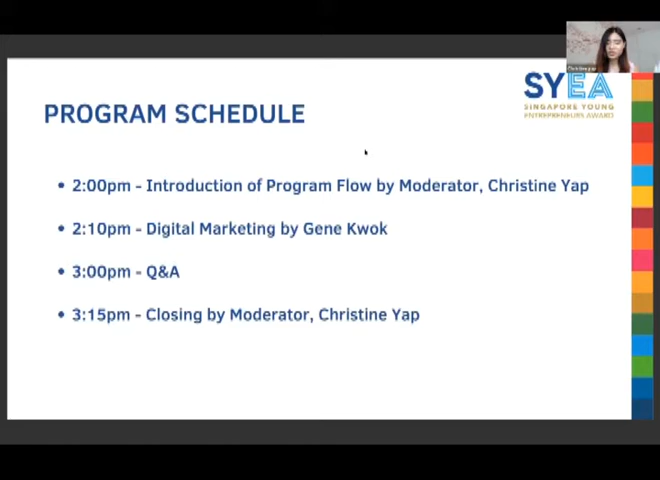 SYEA
SINGAPORE YOUNG
ENTREPRENEURS AWARD
PROGRAM SCHEDULE
• 2:00pm - Introduction of Program Flow by Moderator, Christine Yap
• 2:10pm - Digital Marketing by Gene Kwok
• 3:00pm - Q&A
• 3:15pm - Closing by Moderator, Christine Yap